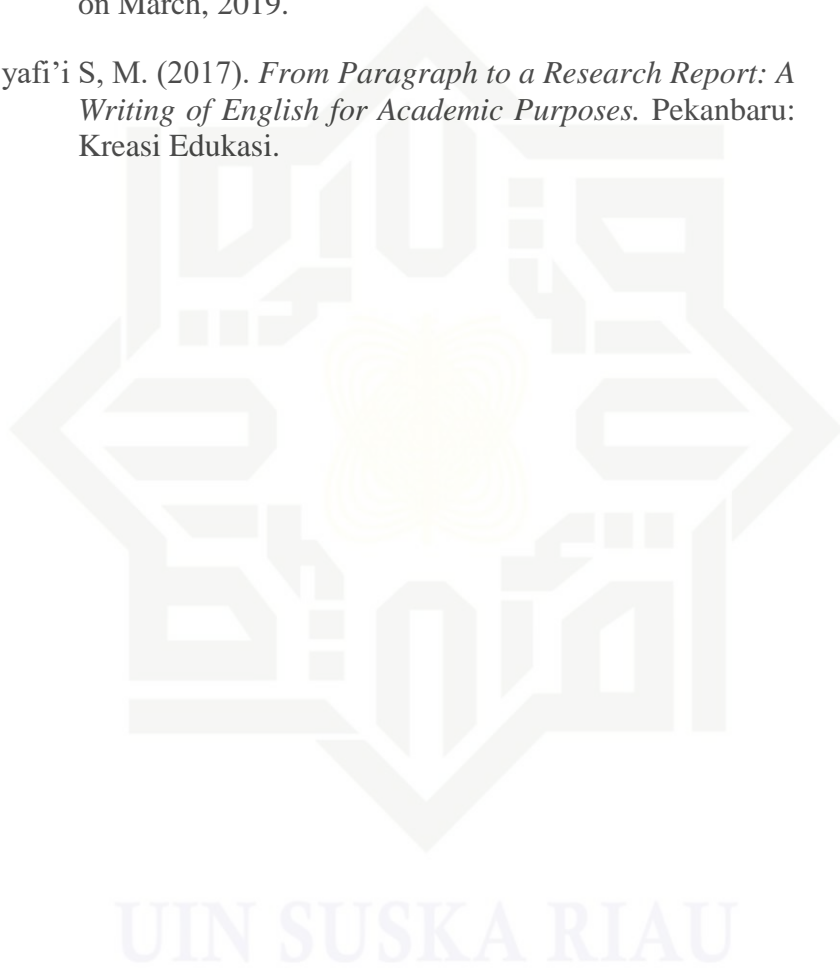 on March, 2019.
yafi’i S, M. (2017). From Paragraph to a Research Report: A
Writing of English for Academic Purposes. Pekanbaru:
Kreasi Edukasi.
UIN SUSKA RIAU